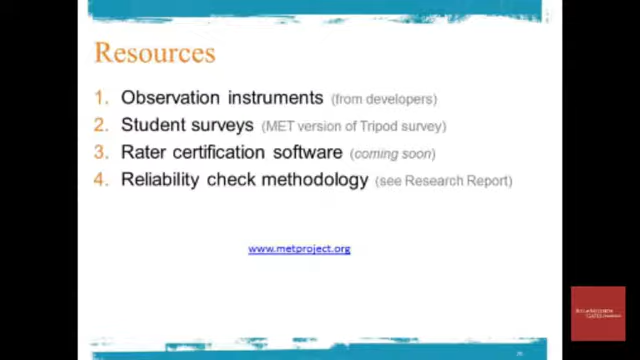 Resources
1. Observation instruments (from developers)
2. Student surveys (MET version of Tripod survey)
3. Rater certification software (coming soon)
4. Reliability check methodology (see Research Report)
www.metproject.org